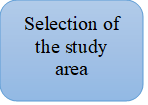 Selection of
the study
area